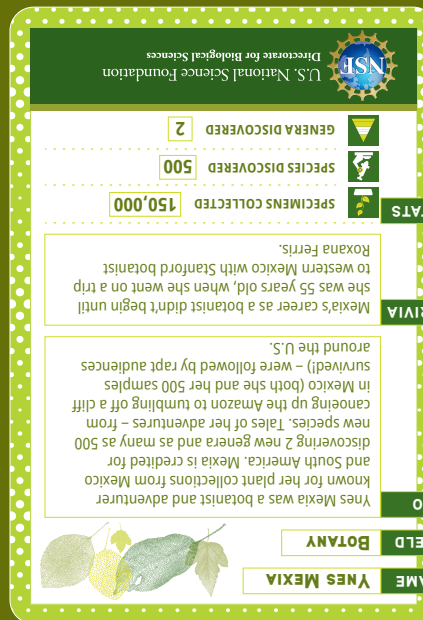 AME YNES MEXIA
ELD BOTANY
O
Ynes Mexia was a botanist and adventurer
known for her plant collections from Mexico
and South America. Mexia is credited for
discovering 2 new genera and as many as 500
new species. Tales of her adventures – from
canoeing up the Amazon to tumbling off a cliff
in Mexico (both she and her 500 samples
survived!) – were followed by rapt audiences
around the U.S.
RIVIA
Mexia's career as a botanist didn't begin until
she was 55 years old, when she went on a trip
to western Mexico with Stanford botanist
Roxana Ferris.
TATS
SPECIMENS COLLECTED 150,000
SPECIES DISCOVERED 500
GENERA DISCOVERED 2
NSF
U.S. National Science Foundation
Directorate for Biological Sciences